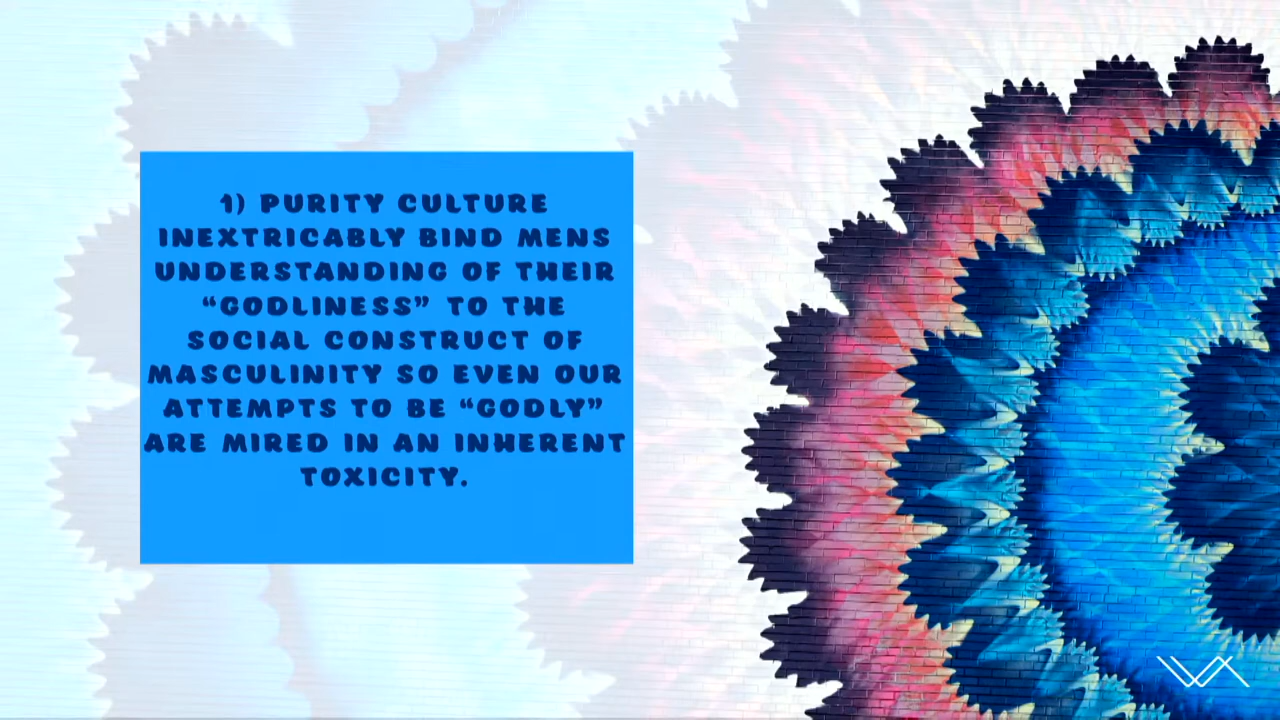 1) PURITY CULTURE
INEXTRICABLY BIND MENS
UNDERSTANDING OF THEIR
“GODLINESS” TO THE
SOCIAL CONSTRUCT OF
MASCULINITY SO EVEN OUR
ATTEMPTS TO BE “GODLY”
ARE MIRED IN AN INHERENT
TOXICITY.